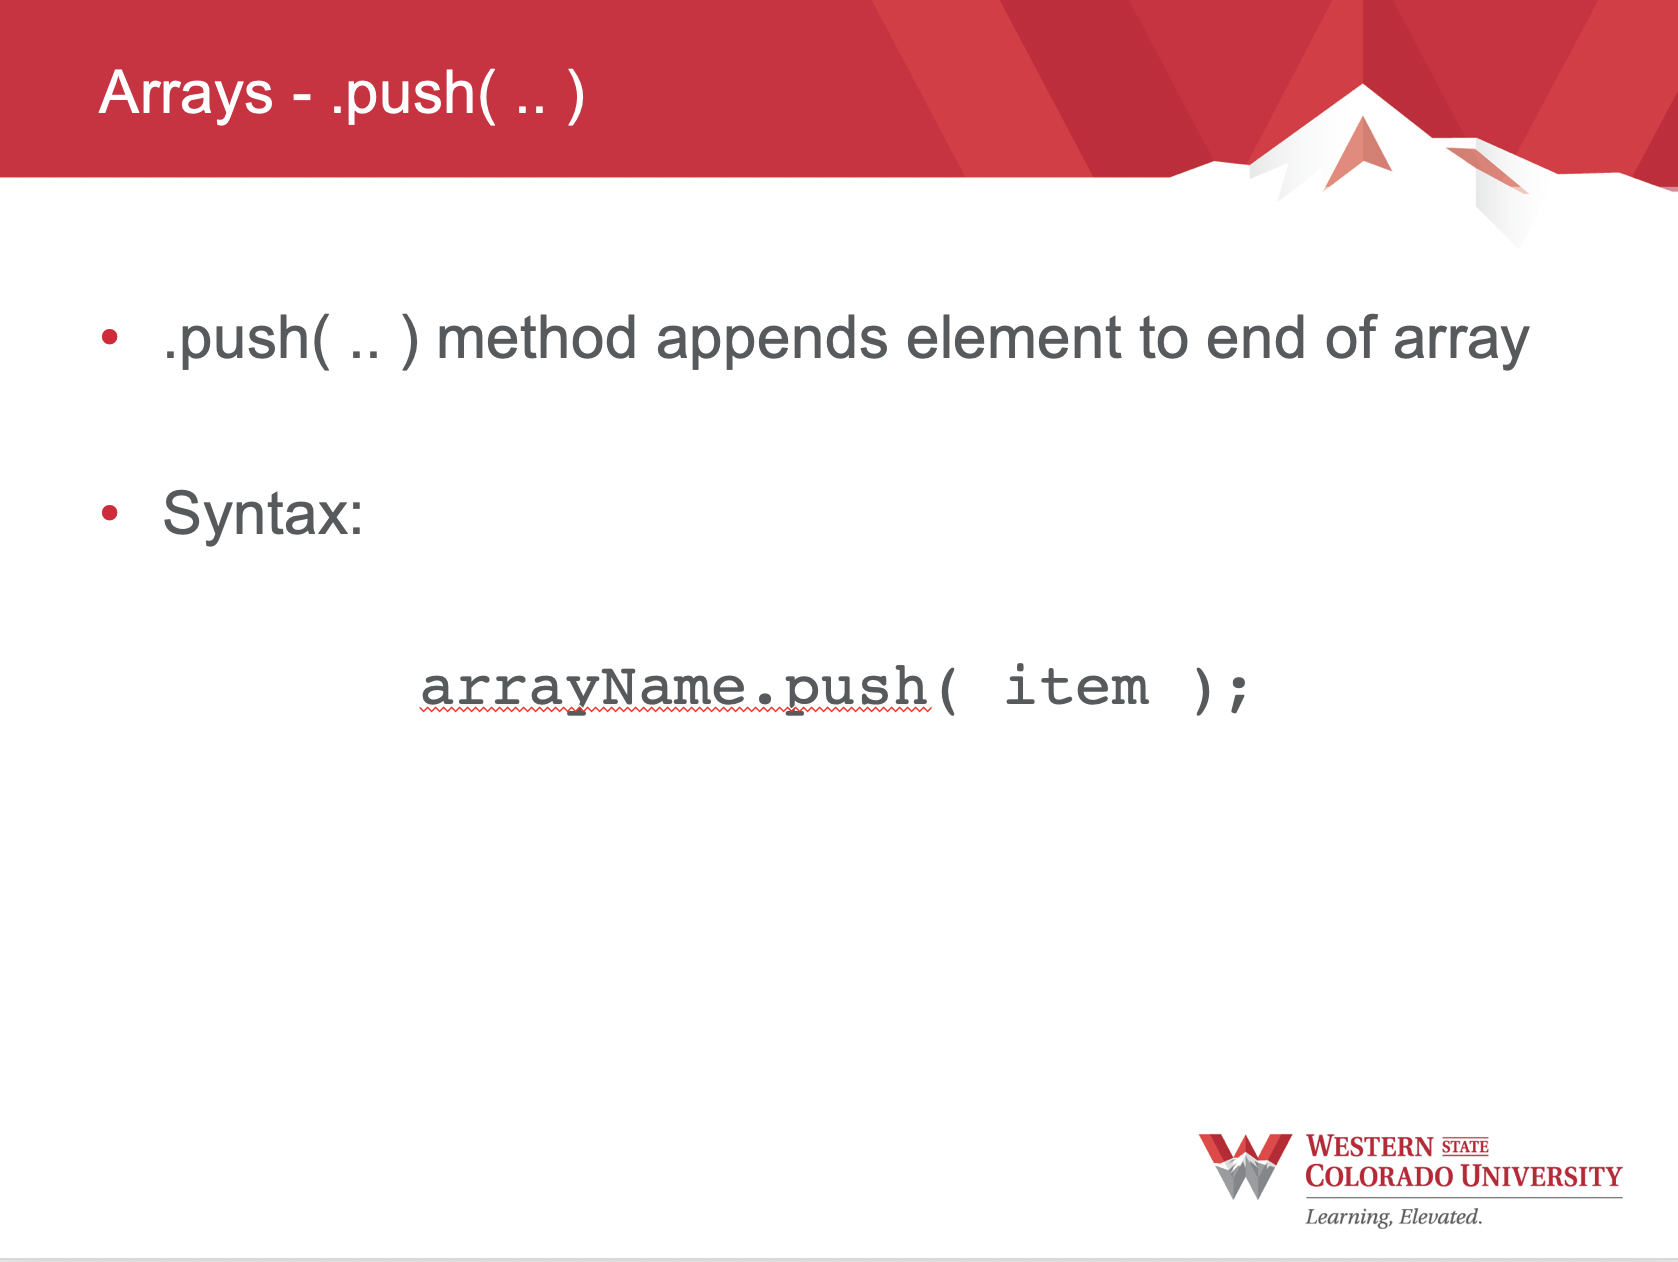 Arrays - .push( .. )
.push( .. ) method appends element to end of array
Syntax:
arrayName.push( item );
WESTERN STATE
COLORADO UNIVERSITY
Learning, Elevated.